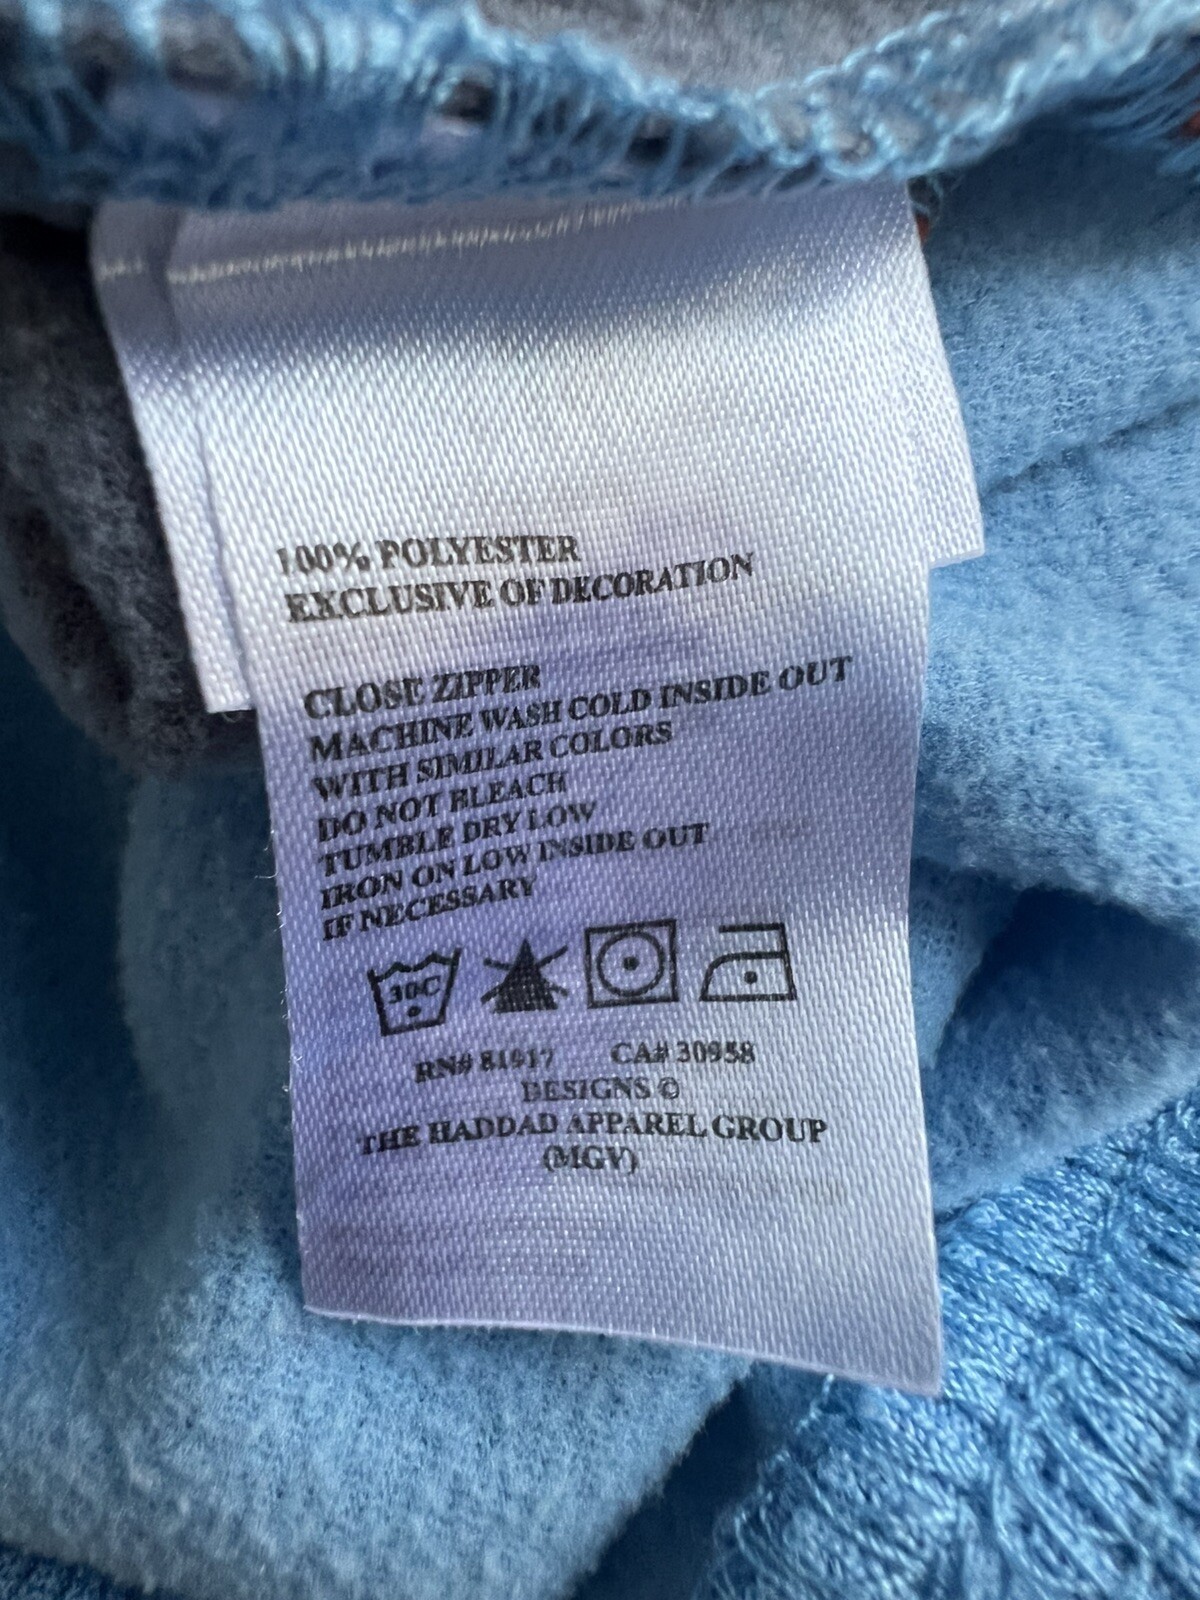 100% POLYESTER
EXCLUSIVE OF DECORATION
CLOSE ZIPPER
MACHINE WASH COLD INSIDE OUT
WITH SIMILAR COLORS
DO NOT BLEACH
TUMBLE DRY LOW
IRON ON LOW INSIDE OUT
IF NECESSARY
30C
RN# 81917 CA# 30958
DESIGNS ©
THE HADDAD APPAREL GROUP
(MGV)